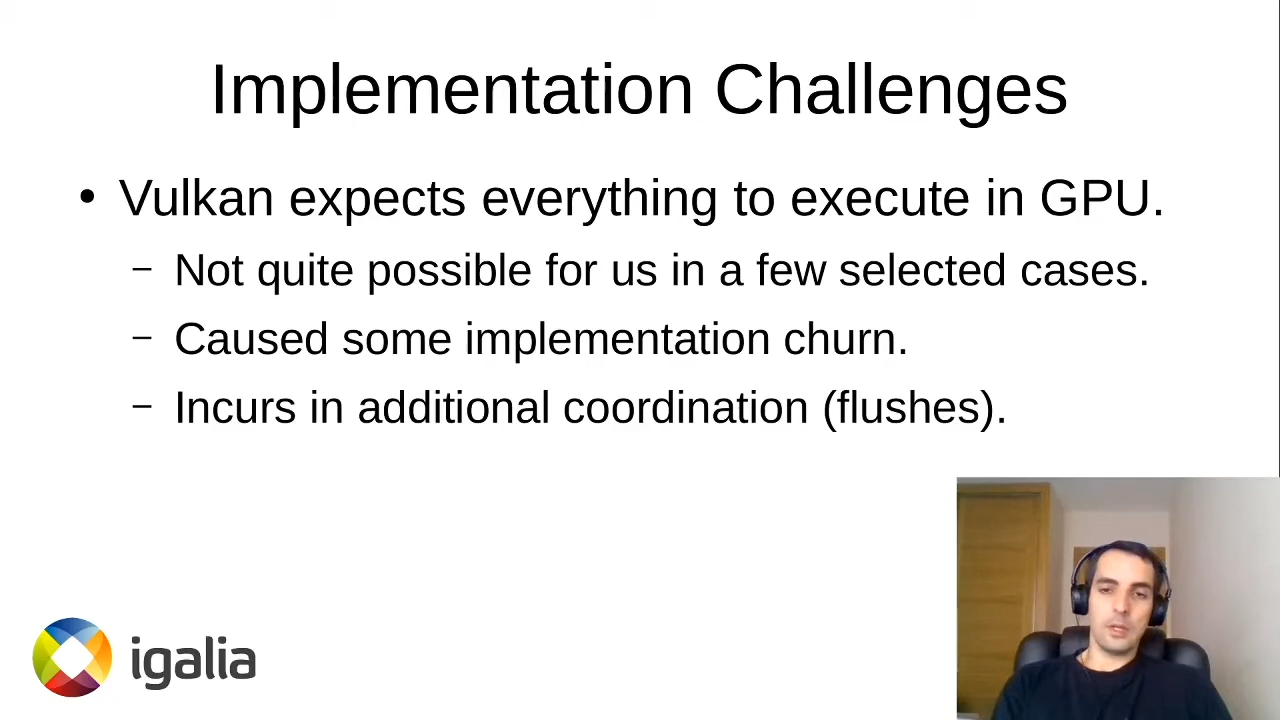 Implementation Challenges
• Vulkan expects everything to execute in GPU.
– Not quite possible for us in a few selected cases.
– Caused some implementation churn.
– Incurs in additional coordination (flushes).
igalia